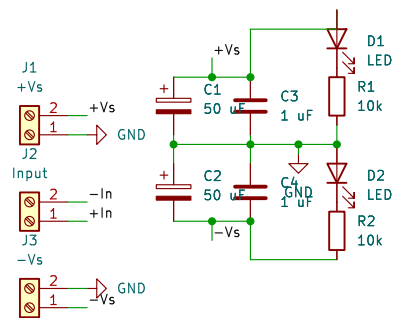 J1
+Vs
2
+Vs
1
GND
J2
Input
2
-In
1
+In
J3
-Vs
2
GND
1
-Vs
+Vs
+
C1
50 uF
C3
1 uF
D1
LED
R1
10k
+
C2
50 uF
GND
C4
1 uF
-Vs
D2
LED
R2
10k